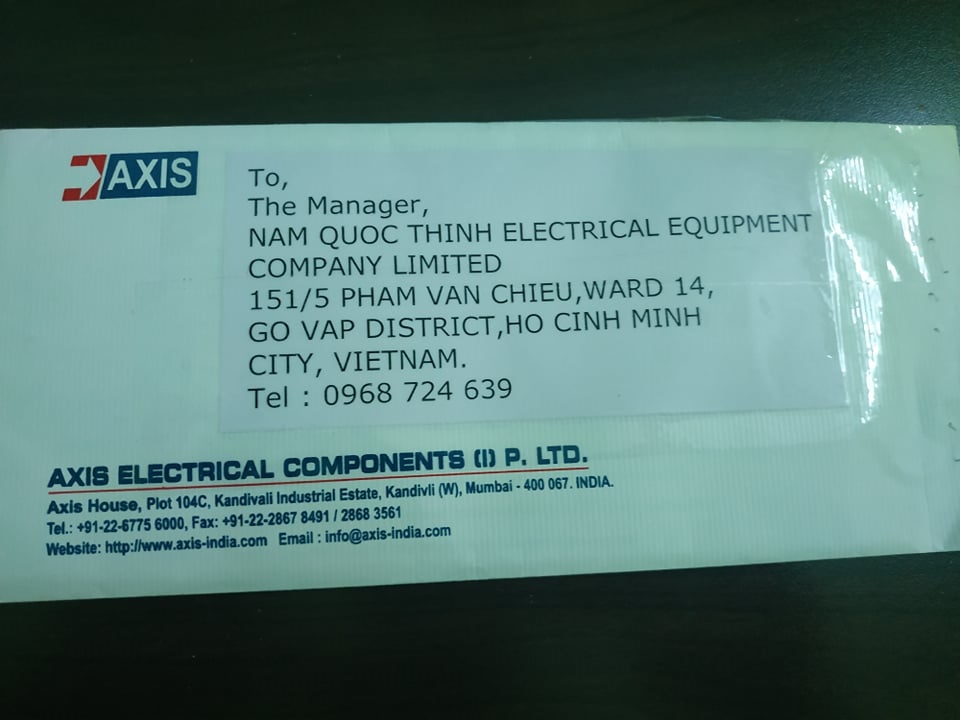 AXIS
To,
The Manager,
NAM QUOC THINH ELECTRICAL EQUIPMENT
COMPANY LIMITED
151/5 PHAM VAN CHIEU,WARD 14,
GO VAP DISTRICT,HO CINH MINH
CITY, VIETNAM.
Tel : 0968 724 639
AXIS ELECTRICAL COMPONENTS (I) P. LTD.
Axis House, Plot 104C, Kandivali Industrial Estate, Kandivli (W), Mumbai - 400 067. INDIA.
Tel.: +91-22-6775 6000, Fax: +91-22-2867 8491 / 2868 3561
Website: http://www.axis-india.com Email : info@axis-india.com